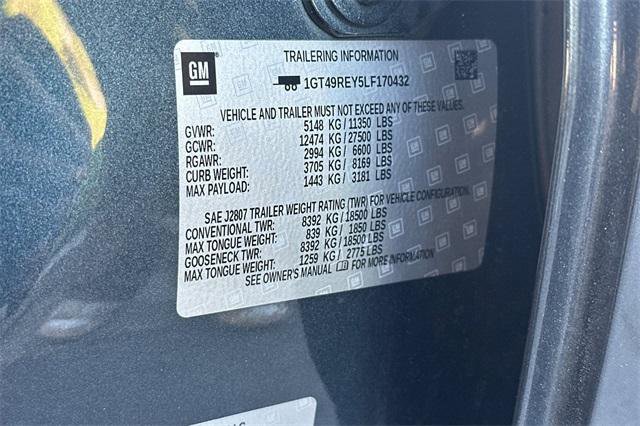 GM
TRAILERING INFORMATION
1GT49REY5LF170432
VEHICLE AND TRAILER MUST NOT EXCEED ANY OF THESE VALUES.
GVWR: 5148 KG / 11350 LBS
GCWR: 12474 KG / 27500 LBS
RGAWR: 2994 KG / 6600 LBS
CURB WEIGHT: 3705 KG / 8169 LBS
MAX PAYLOAD: 1443 KG / 3181 LBS
SAE J2807 TRAILER WEIGHT RATING (TWR) FOR VEHICLE CONFIGURATION.
CONVENTIONAL TWR: 8392 KG / 18500 LBS
MAX TONGUE WEIGHT: 839 KG / 1850 LBS
GOOSENECK TWR: 8392 KG / 18500 LBS
MAX TONGUE WEIGHT: 1259 KG / 2775 LBS
SEE OWNER'S MANUAL FOR MORE INFORMATION